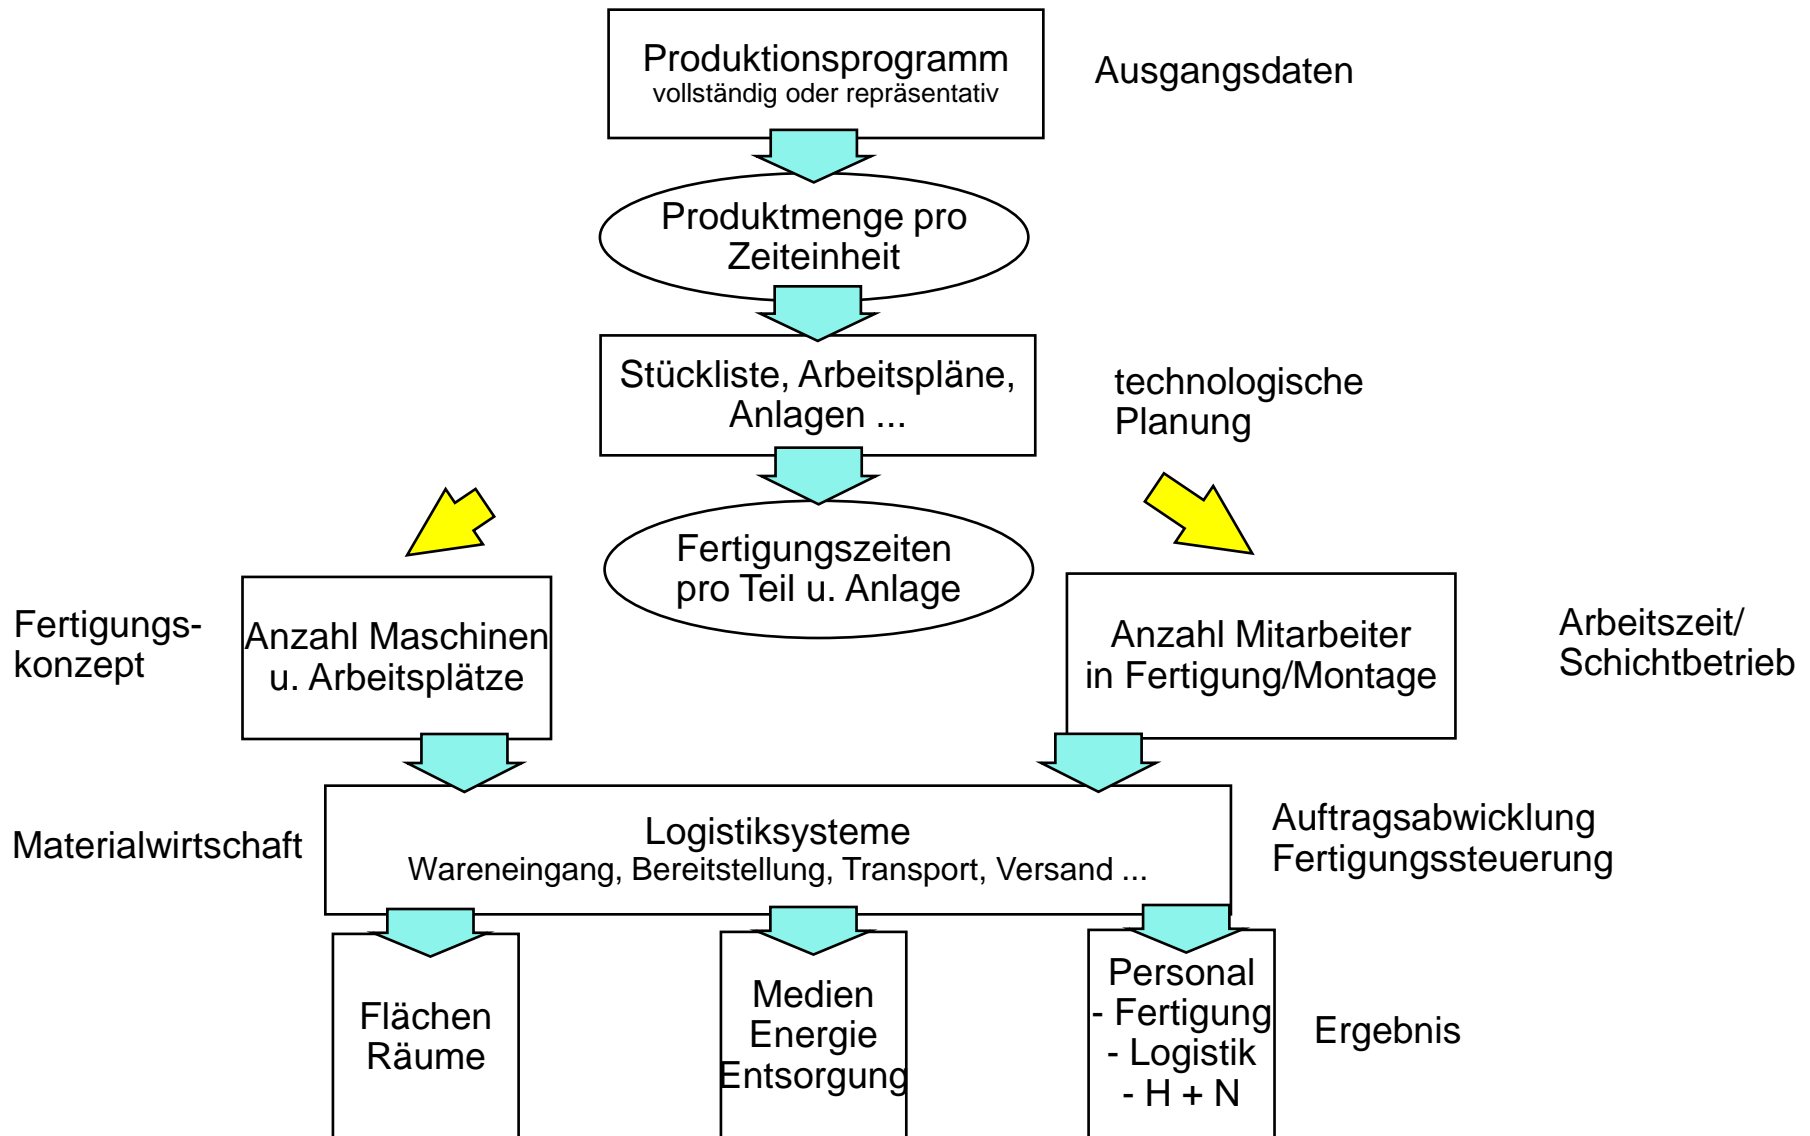 Produktionsprogramm
vollständig oder repräsentativ
Ausgangsdaten
Produktmenge pro
Zeiteinheit
Stückliste, Arbeitspläne,
Anlagen ...
technologische
Planung
Fertigungszeiten
pro Teil u. Anlage
Fertigungs-
konzept
Anzahl Maschinen
u. Arbeitsplätze
Anzahl Mitarbeiter
in Fertigung/Montage
Arbeitszeit/
Schichtbetrieb
Materialwirtschaft
Logistiksysteme
Wareneingang, Bereitstellung, Transport, Versand ...
Auftragsabwicklung
Fertigungssteuerung
Flächen
Räume
Medien
Energie
Entsorgung
Personal
- Fertigung
- Logistik
- H + N
Ergebnis